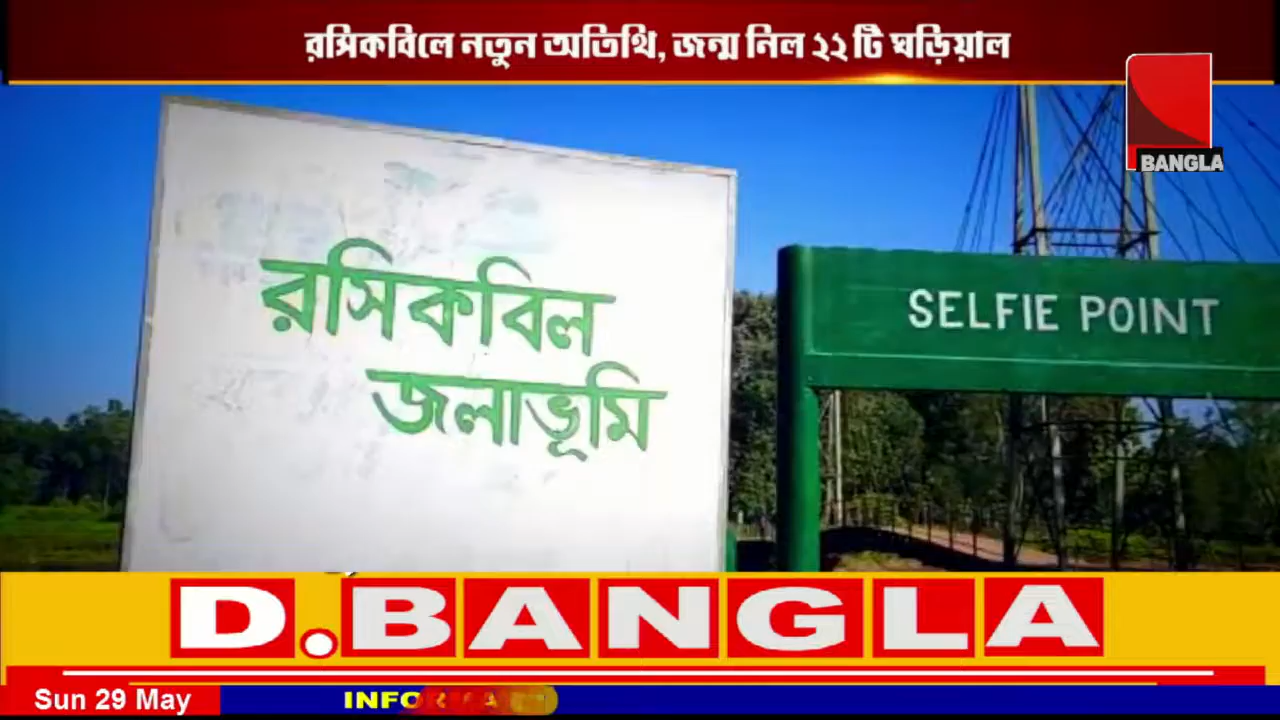 রসিকবিলে নতুন অতিথি, জন্ম নিল ২২ টি ঘড়িয়াল
BANGLA
রসিকবিল
জলাভূমি
SELFIE POINT
D.BANGLA
Sun 29 May